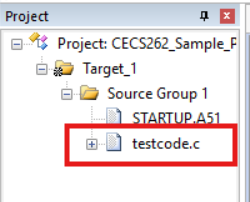 Project
Project: CECS262_Sample_P
Target_1
Source Group 1
STARTUP.A51
testcode.c